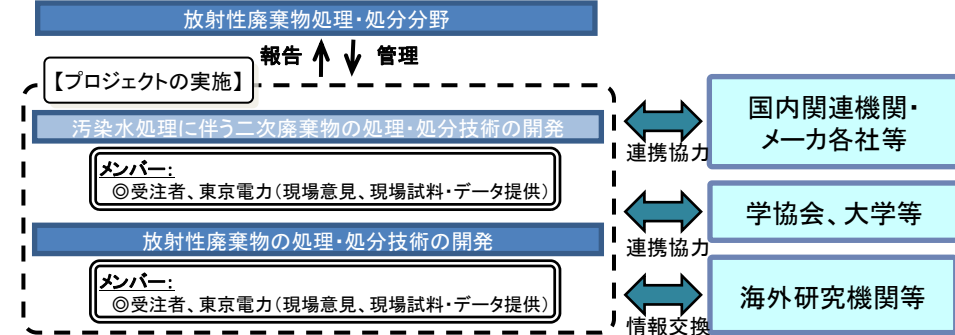 放射性廃棄物処理・処分分野
報告
管理
【プロジェクトの実施】
汚染水処理に伴う二次廃棄物の処理・処分技術の開発
メンバー:
◎受注者、東京電力(現場意見、現場試料・データ提供)
放射性廃棄物の処理・処分技術の開発
メンバー:
◎受注者、東京電力(現場意見、現場試料・データ提供)
連携協力
国内関連機関・
メーカ各社等
連携協力
学協会、大学等
情報交換
海外研究機関等